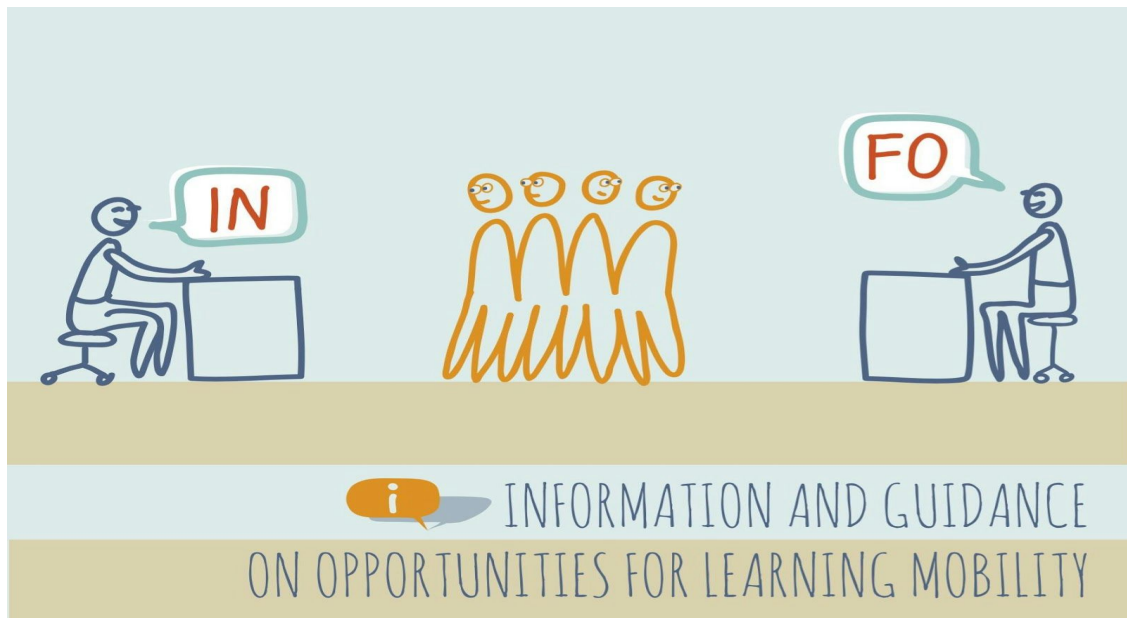 IN
FO
i INFORMATION AND GUIDANCE
ON OPPORTUNITIES FOR LEARNING MOBILITY